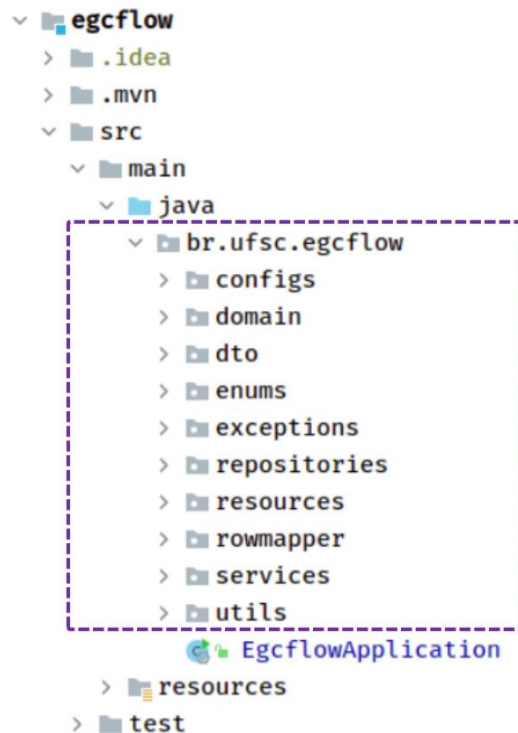 egcflow
.idea
.mvn
src
main
java
br.ufsc.egcflow
configs
domain
dto
enums
exceptions
repositories
resources
rowmapper
services
utils
EgcflowApplication
resources
test